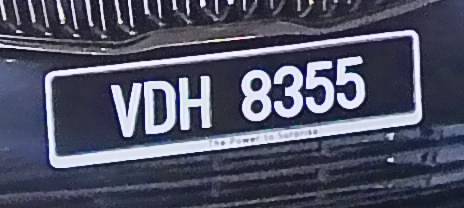 VDH 8355
The Power to Surprise